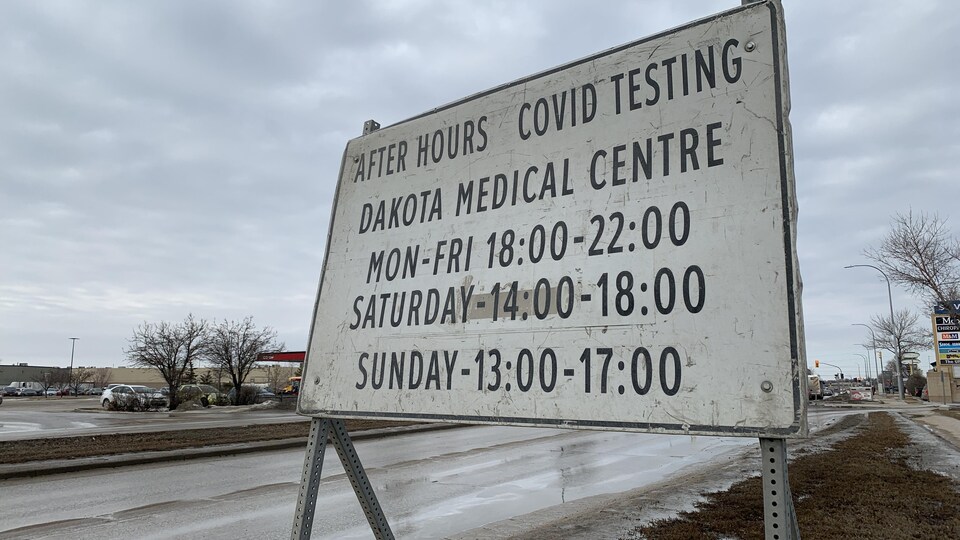 AFTER HOURS COVID TESTING
DAKOTA MEDICAL CENTRE
MON-FRI 18:00-22:00
SATURDAY-14:00-18:00
SUNDAY-13:00-17:00
M&M